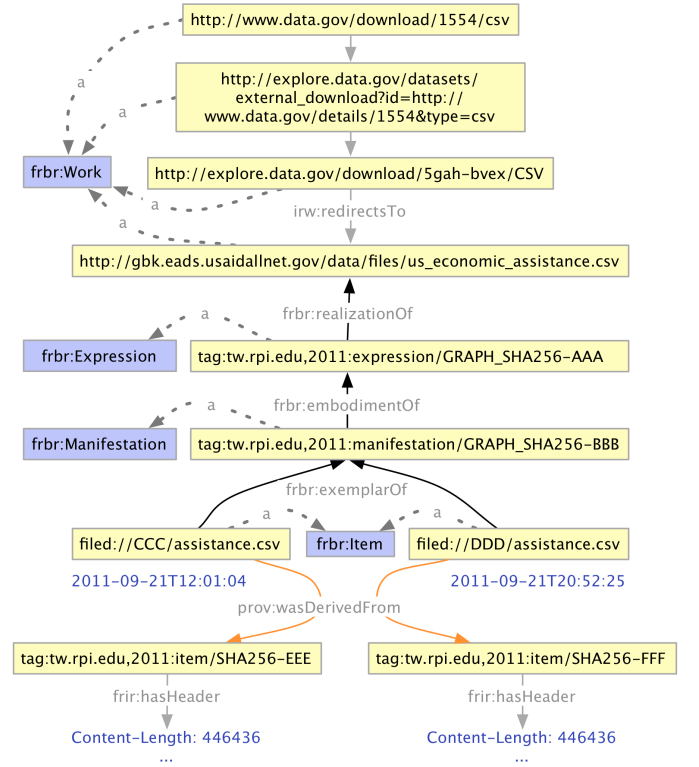 http://www.data.gov/download/1554/csv
a
http://explore.data.gov/datasets/
external_download?id=http://
www.data.gov/details/1554&type=csv
a
frbr:Work
http://explore.data.gov/download/5gah-bvex/CSV
a
irw:redirectsTo
a
http://gbk.eads.usaidallnet.gov/data/files/us_economic_assistance.csv
frbr:realizationOf
a
frbr:Expression
tag:tw.rpi.edu,2011:expression/GRAPH_SHA256-AAA
frbr:embodimentOf
a
frbr:Manifestation
tag:tw.rpi.edu,2011:manifestation/GRAPH_SHA256-BBB
frbr:exemplarOf
a
a
filed://CCC/assistance.csv
frbr:Item
filed://DDD/assistance.csv
2011-09-21T12:01:04
2011-09-21T20:52:25
prov:wasDerivedFrom
tag:tw.rpi.edu,2011:item/SHA256-EEE
tag:tw.rpi.edu,2011:item/SHA256-FFF
frir:hasHeader
frir:hasHeader
Content-Length: 446436
Content-Length: 446436
...
...